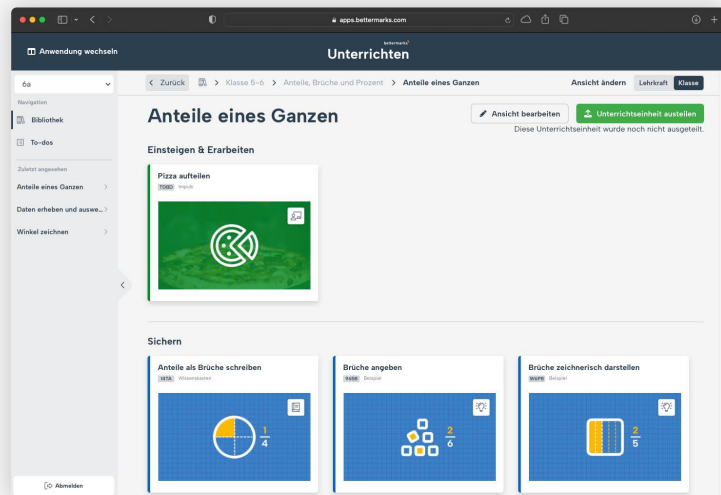 apps.bettermarks.com
Anwendung wechseln
bettermarks
Unterrichten
6a
Zurück > Klasse 5-6 > Anteile, Brüche und Prozent > Anteile eines Ganzen
Ansicht ändern Lehrkraft Klasse
Navigation
Bibliothek
To-dos
Zuletzt angesehen
Anteile eines Ganzen
Daten erheben und auswe...
Winkel zeichnen
Abmelden
Anteile eines Ganzen
Ansicht bearbeiten
Unterrichtseinheit austeilen
Diese Unterrichtseinheit wurde noch nicht ausgeteilt.
Einsteigen & Erarbeiten
Pizza aufteilen
Impuls
Sichern
Anteile als Brüche schreiben
Wissenskarten
1
4
Brüche angeben
Beispiel
2
6
Brüche zeichnerisch darstellen
Beispiel
2
5